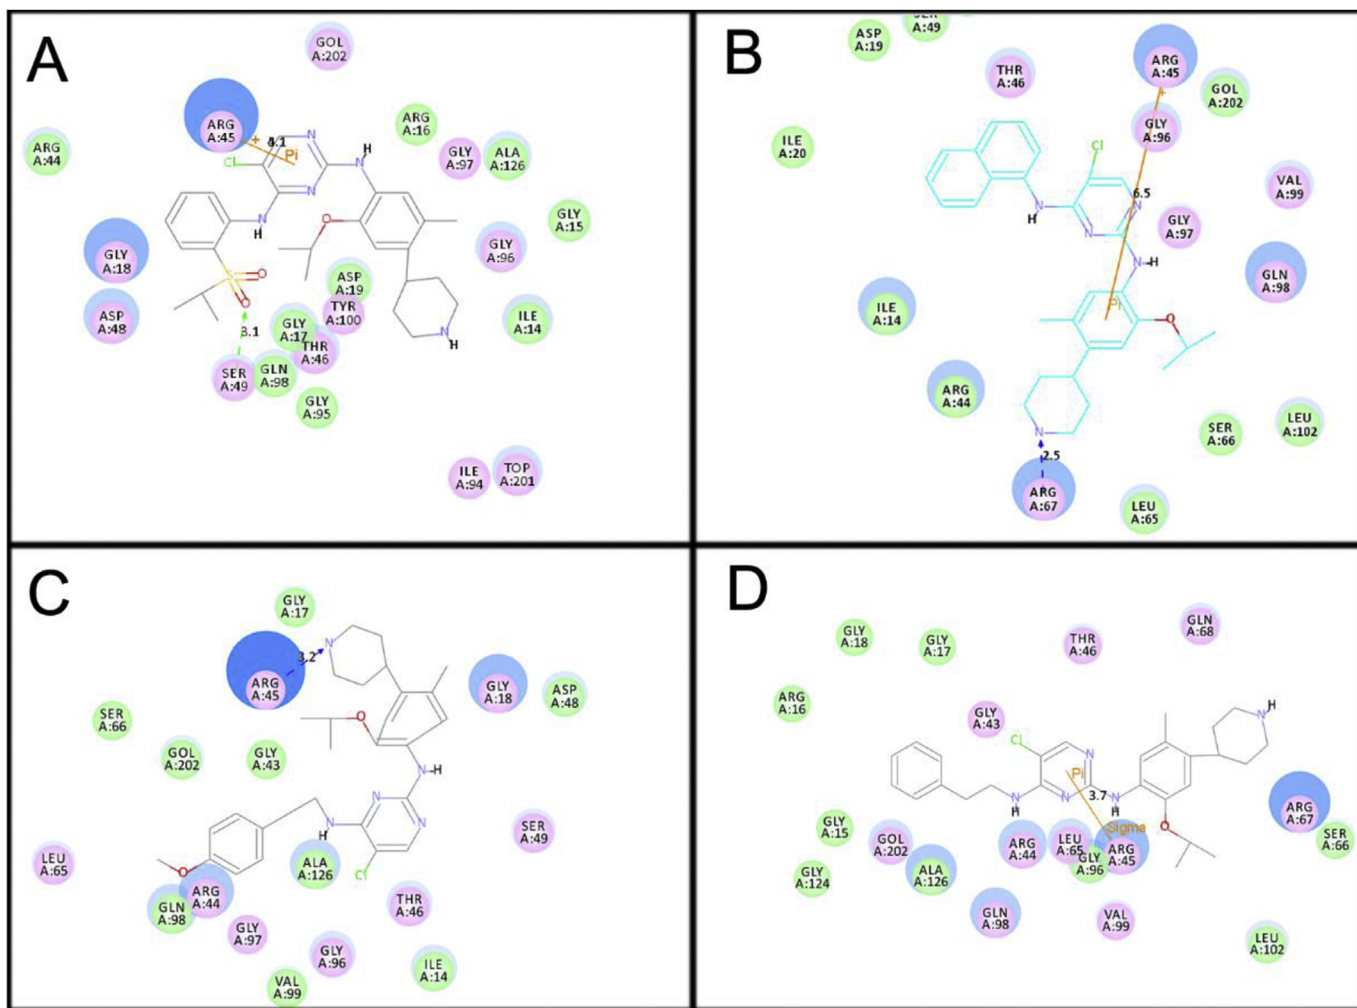 A
GOL
A:202
ARG
A:45
+
Pi
Cl
N
N
N
H
N
H
ARG
A:16
ARG
A:44
GLY
A:97
ALA
A:126
GLY
A:15
O
GLY
A:96
GLY
A:18
S
O
O
ASP
A:19
TYR
A:100
ASP
A:48
3.1
GLY
A:17
THR
A:46
ILE
A:14
N
H
SER
A:49
GLN
A:98
GLY
A:95
ILE
A:94
TOP
A:201
B
ASP
A:19
SER
A:49
THR
A:46
ARG
A:45
+
GOL
A:202
ILE
A:20
Cl
GLY
A:96
VAL
A:99
6.5
N
H
N
N
GLY
A:97
N
H
GLN
A:98
ILE
A:14
Pi
O
ARG
A:44
SER
A:66
LEU
A:102
N
2.5
ARG
A:67
LEU
A:65
C
GLY
A:17
N
3.2
ARG
A:45
GLY
A:18
ASP
A:48
SER
A:66
O
GOL
A:202
GLY
A:43
N
H
N
N
N
H
SER
A:49
LEU
A:65
O
ALA
A:126
Cl
ARG
A:44
GLN
A:98
THR
A:46
GLY
A:97
GLY
A:96
VAL
A:99
ILE
A:14
D
GLY
A:18
GLY
A:17
THR
A:46
GLN
A:68
ARG
A:16
GLY
A:43
N
H
Cl
N
Pi
N
3.7
N
H
N
H
ARG
A:67
Sigma
O
GLY
A:15
GOL
A:202
ARG
A:44
LEU
A:65
ARG
A:45
SER
A:66
GLY
A:96
GLY
A:124
ALA
A:126
GLN
A:98
VAL
A:99
LEU
A:102